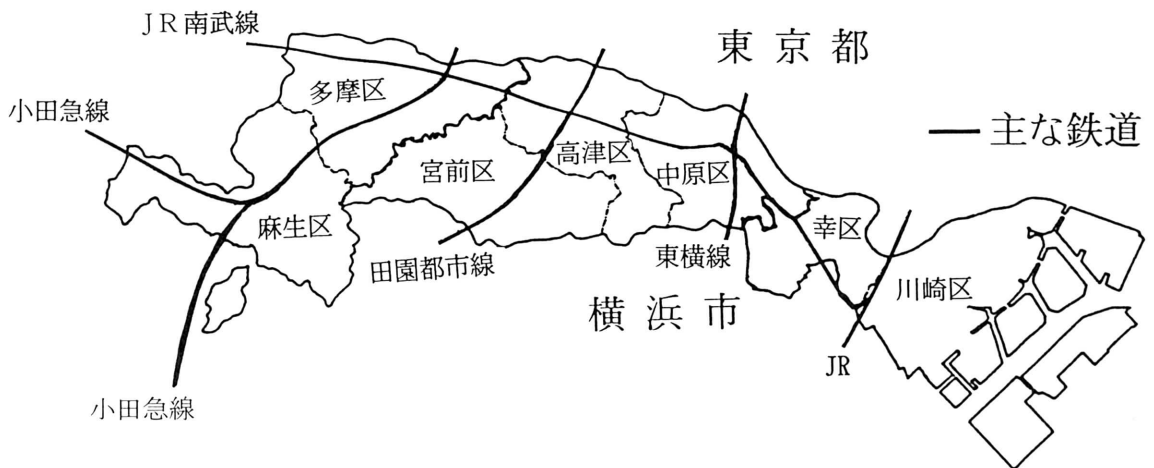 JR南武線
東京都
多摩区
小田急線
主な鉄道
高津区
宮前区
中原区
麻生区
幸区
東横線
田園都市線
川崎区
横浜市
JR
小田急線